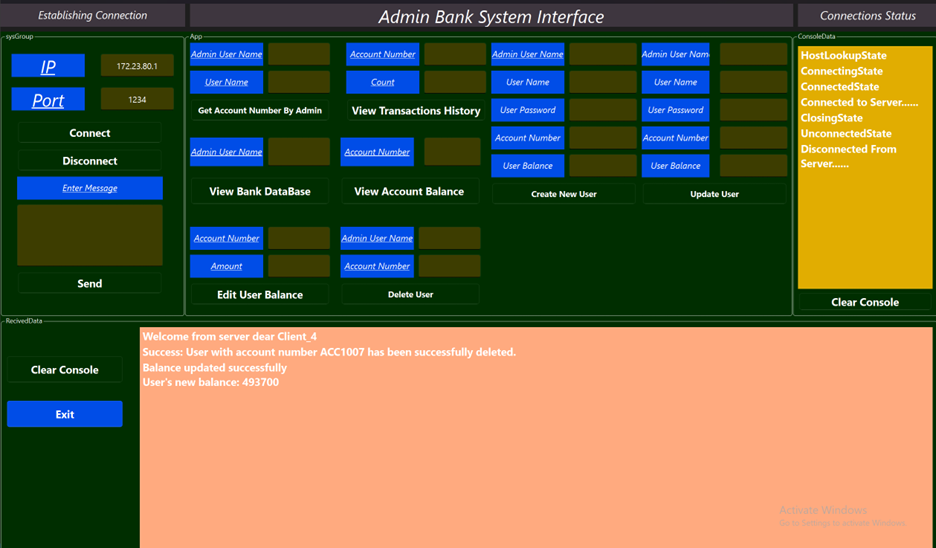 Establishing Connection
Admin Bank System Interface
Connections Status
sysGroup
IP
172.23.80.1
Port
1234
Connect
Disconnect
Enter Message
Send
App
Admin User Name
User Name
Get Account Number By Admin
Account Number
Count
View Transactions History
Admin User Name
View Bank DataBase
Account Number
View Account Balance
Account Number
Amount
Edit User Balance
Admin User Name
Account Number
Delete User
Admin User Name
User Name
User Password
Account Number
User Balance
Create New User
Admin User Nam
User Name
User Password
Account Number
User Balance
Update User
ConsoleData
HostLookupState
ConnectingState
ConnectedState
Connected to Server......
ClosingState
UnconnectedState
Disconnected From
Server......
Clear Console
RecivedData
Clear Console
Exit
Welcome from server dear Client_4
Success: User with account number ACC1007 has been successfully deleted.
Balance updated successfully
User's new balance: 493700
Activate Windows
Go to Settings to activate Windows.